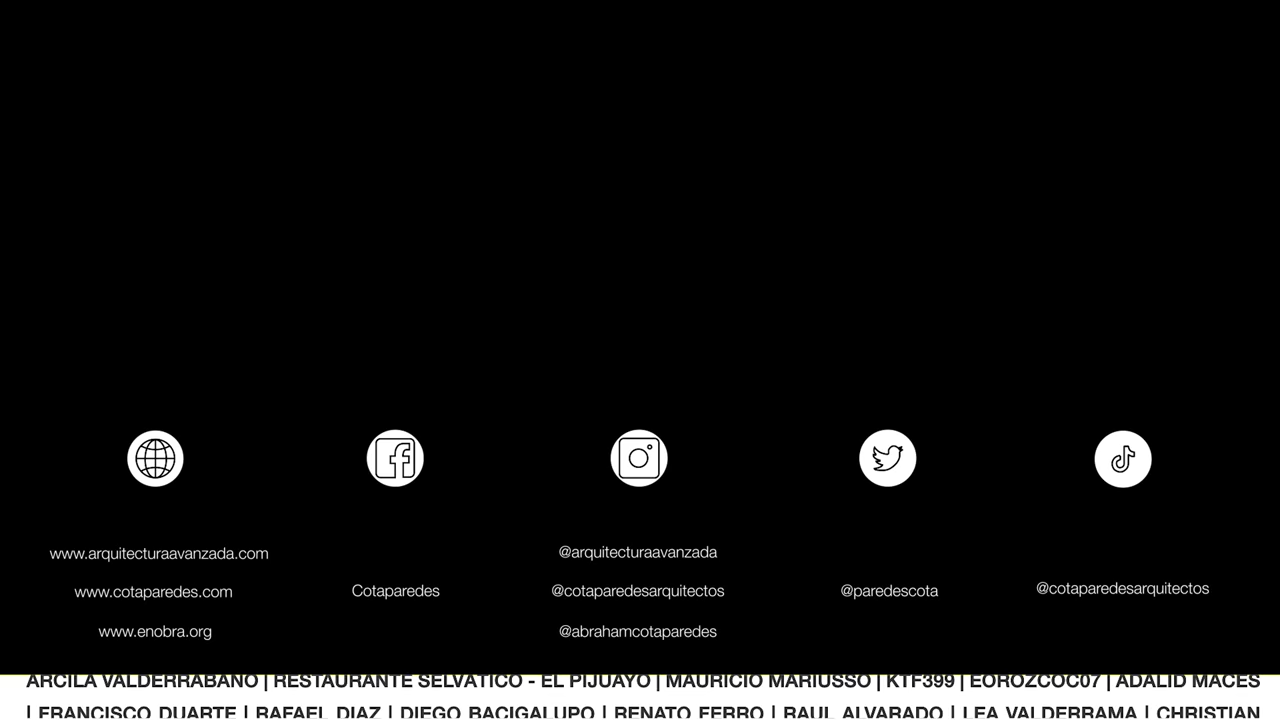 www.arquitecturaavanzada.com
www.cotaparedes.com
www.enobra.org
Cotaparedes
@arquitecturaavanzada
@cotaparedesarquitectos
@abrahamcotaparedes
@paredescota
@cotaparedesarquitectos
ARCILA VALDERRABANO | RESTAURANTE SELVATICO - EL PIJUAYO | MAURICIO MARIUSSO | KTF399 | EOROZCOC07 | ADALID MACES
| FRANCISCO DUARTE | RAFAEL DIAZ | DIEGO BACIGALUPO | RENATO FERRO | RAUL ALVARADO | LEA VALDERRAMA | CHRISTIAN